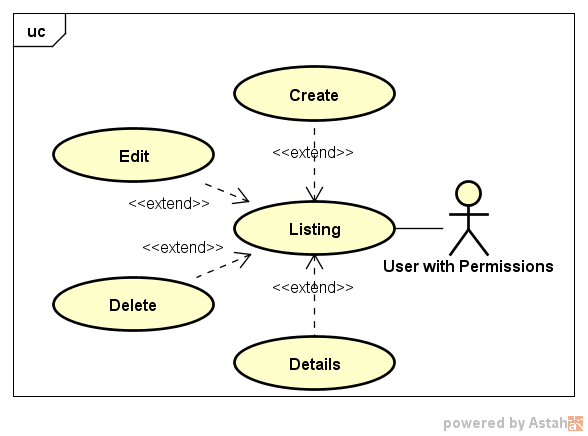 uc
Create
<<extend>>
Edit
<<extend>>
Listing
<<extend>>
User with Permissions
<<extend>>
Delete
Details
powered by Astah